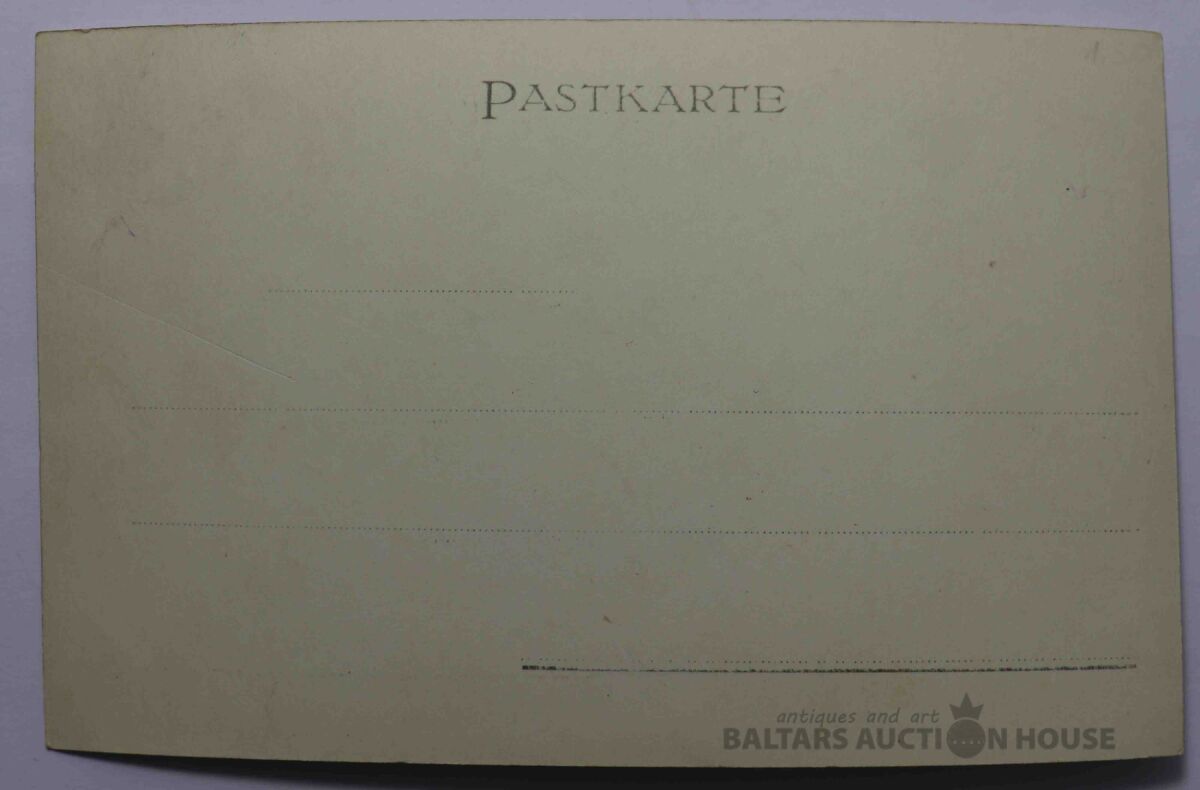 PASTKARTE
antiques and art
BALTARS AUCTION HOUSE